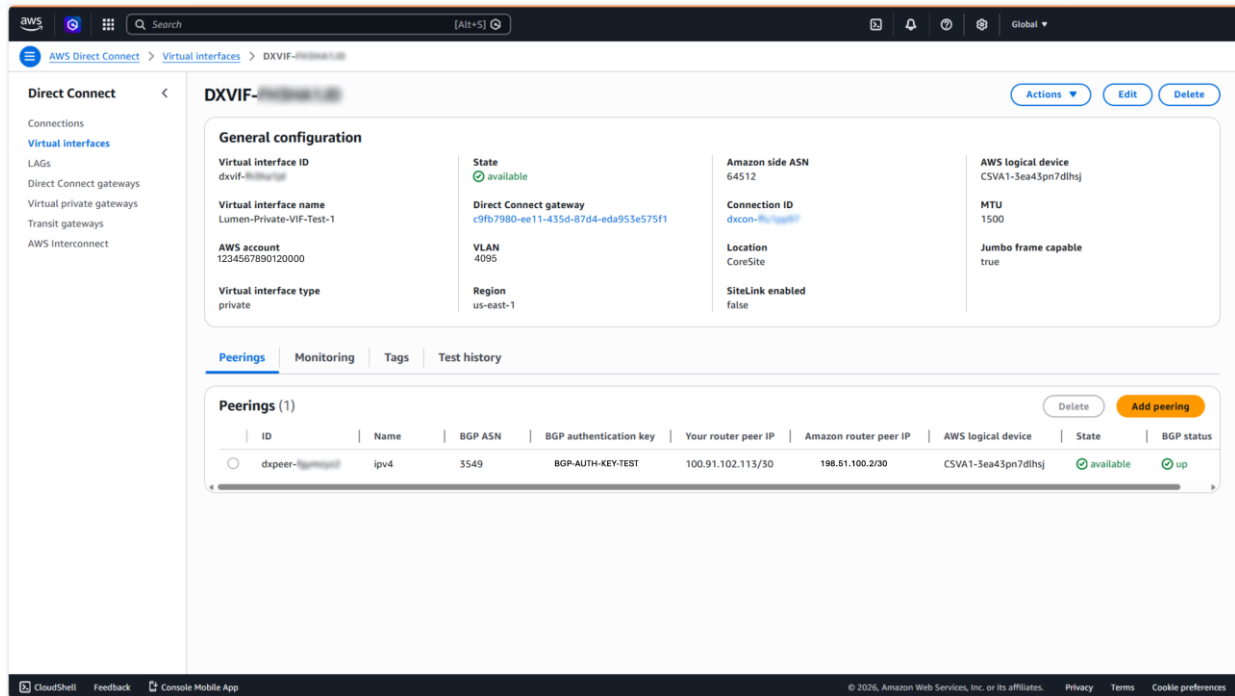 aws
Search [Alt+S]
Global
AWS Direct Connect > Virtual interfaces > DXVIF-
Direct Connect
Connections
Virtual interfaces
LAGs
Direct Connect gateways
Virtual private gateways
Transit gateways
AWS Interconnect
DXVIF-
Actions Edit Delete
General configuration
Virtual interface ID
dxvif-
Virtual interface name
Lumen-Private-VIF-Test-1
AWS account
1234567890120000
Virtual interface type
private
State
available
Direct Connect gateway
c9fb7980-ee11-435d-87d4-eda953e575f1
VLAN
4095
Region
us-east-1
Amazon side ASN
64512
Connection ID
dxcon-
Location
CoreSite
SiteLink enabled
false
AWS logical device
CSVA1-3ea43pn7dlhsj
MTU
1500
Jumbo frame capable
true
Peerings Monitoring Tags Test history
Peerings (1) Delete Add peering
ID Name BGP ASN BGP authentication key Your router peer IP Amazon router peer IP AWS logical device State BGP status
dxpeer- ipv4 3549 BGP-AUTH-KEY-TEST 100.91.102.113/30 198.51.100.2/30 CSVA1-3ea43pn7dlhsj available up
CloudShell Feedback Console Mobile App © 2026, Amazon Web Services, Inc. or its affiliates. Privacy Terms Cookie preferences